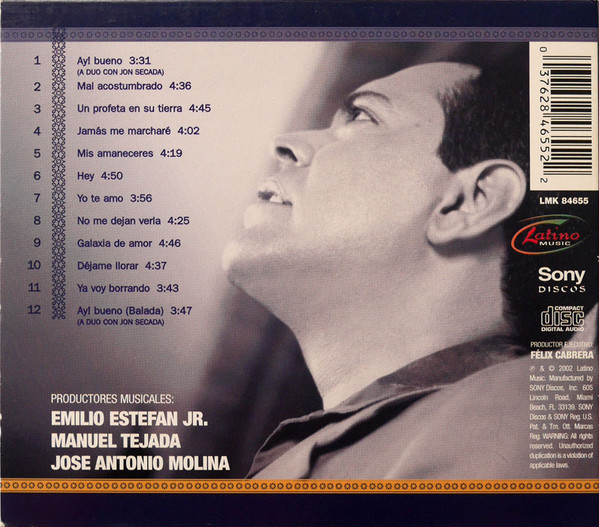 1 Ay! bueno 3:31
(A DUO CON JON SECADA)
2 Mal acostumbrado 4:36
3 Un profeta en su tierra 4:45
4 Jamás me marcharé 4:02
5 Mis amaneceres 4:19
6 Hey 4:50
7 Yo te amo 3:56
8 No me dejan verla 4:25
9 Galaxia de amor 4:46
10 Déjame llorar 4:37
11 Ya voy borrando 3:43
12 Ay! bueno (Balada) 3:47
(A DUO CON JON SECADA)
PRODUCTORES MUSICALES:
EMILIO ESTEFAN JR.
MANUEL TEJADA
JOSE ANTONIO MOLINA
0 37628 46552 2
LMK 84655
Latino
MUSIC
Sony
DISCOS
COMPACT
disc
DIGITAL AUDIO
PRODUCTOR EJECUTIVO:
FÉLIX CABRERA
℗ & © 2002 Latino
Music. Manufactured by
SONY Discos, Inc. 605
Lincoln Road, Miami
Beach, FL 33139. SONY
Discos & SONY Reg. U.S.
Pat. & Tm. Ott. Marcas
Reg. WARNING: All rights
reserved. Unauthorized
duplication is a violation of
applicable laws.